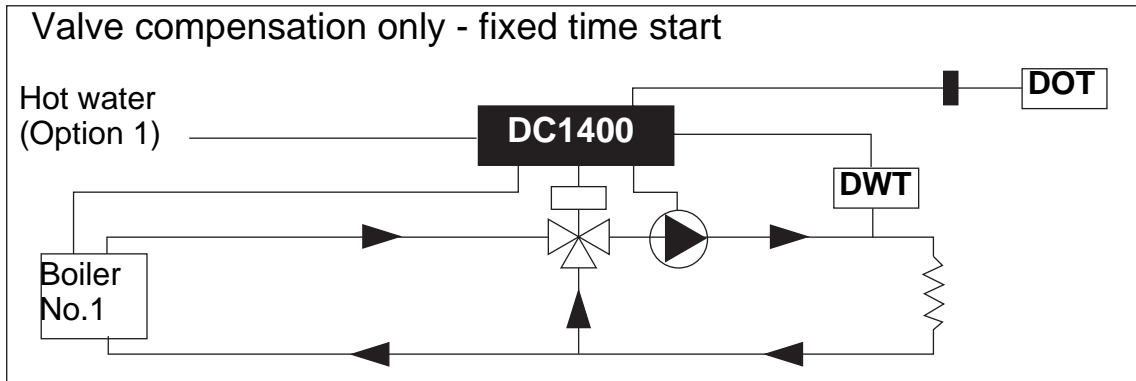 Valve compensation only - fixed time start
Hot water
(Option 1)
DC1400
DOT
DWT
Boiler
No.1